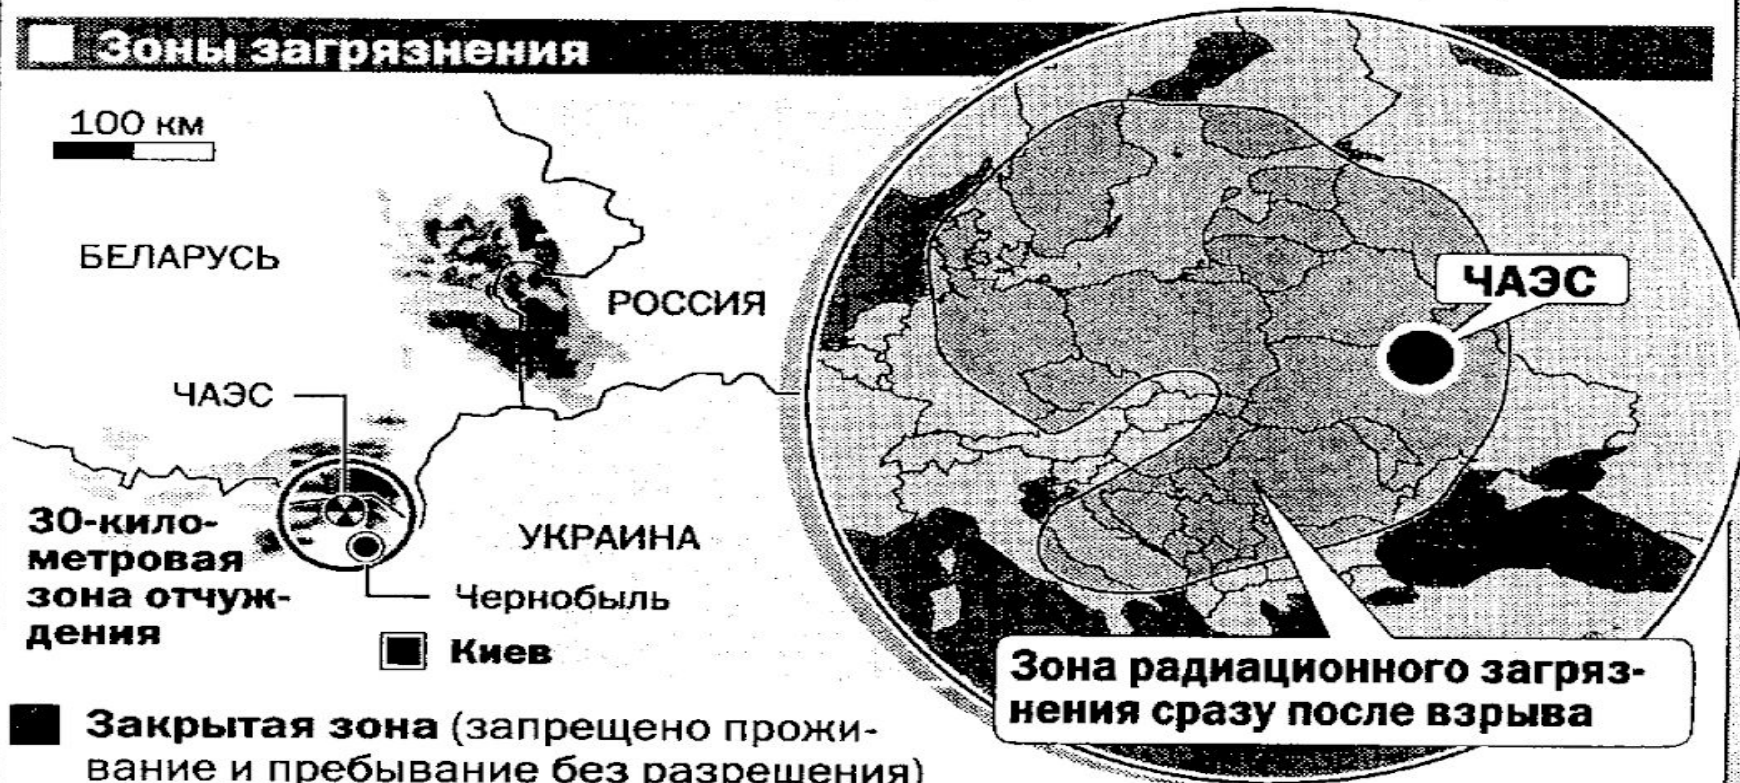 Зоны загрязнения
100 км
БЕЛАРУСЬ
РОССИЯ
ЧАЭС
ЧАЭС
30-кило-
метровая
зона отчуж-
дения
УКРАИНА
Чернобыль
Киев
Зона радиационного загряз-
нения сразу после взрыва
Закрытая зона (запрещено прожи-
вание и пребывание без разрешения)